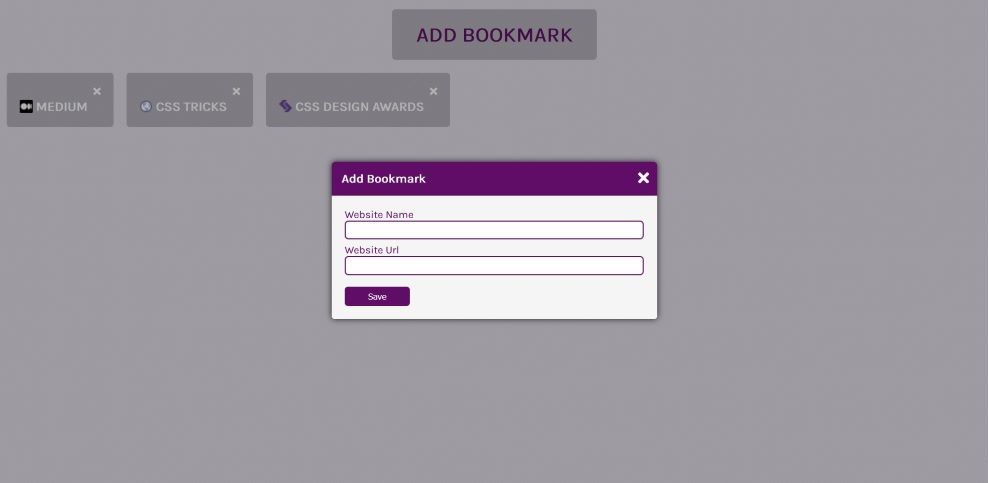 ADD BOOKMARK
MEDIUM
CSS TRICKS
CSS DESIGN AWARDS
Add Bookmark
Website Name
Website Url
Save